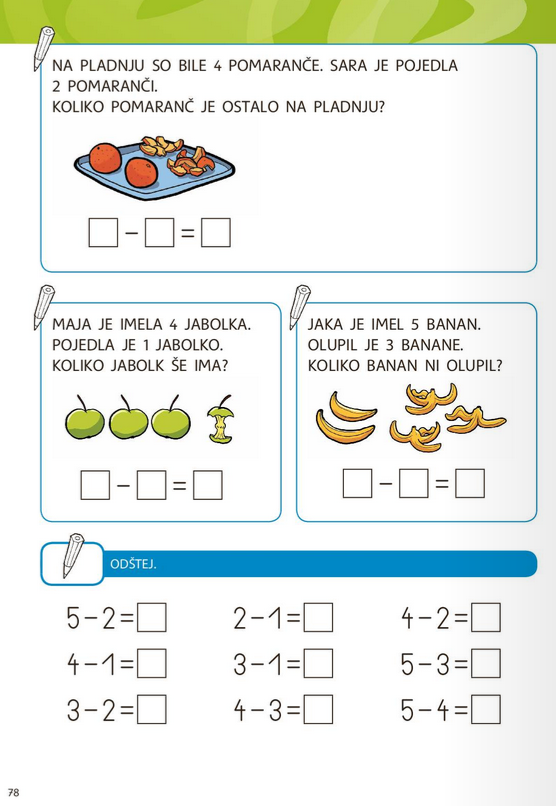 NA PLADNJU SO BILE 4 POMARANČE. SARA JE POJEDLA
2 POMARANČI.
KOLIKO POMARANČ JE OSTALO NA PLADNJU?
− =
MAJA JE IMELA 4 JABOLKA.
POJEDLA JE 1 JABOLKO.
KOLIKO JABOLK ŠE IMA?
− =
JAKA JE IMEL 5 BANAN.
OLUPIL JE 3 BANANE.
KOLIKO BANAN NI OLUPIL?
− =
ODŠTEJ.
5 − 2 =
2 − 1 =
4 − 2 =
4 − 1 =
3 − 1 =
5 − 3 =
3 − 2 =
4 − 3 =
5 − 4 =
78